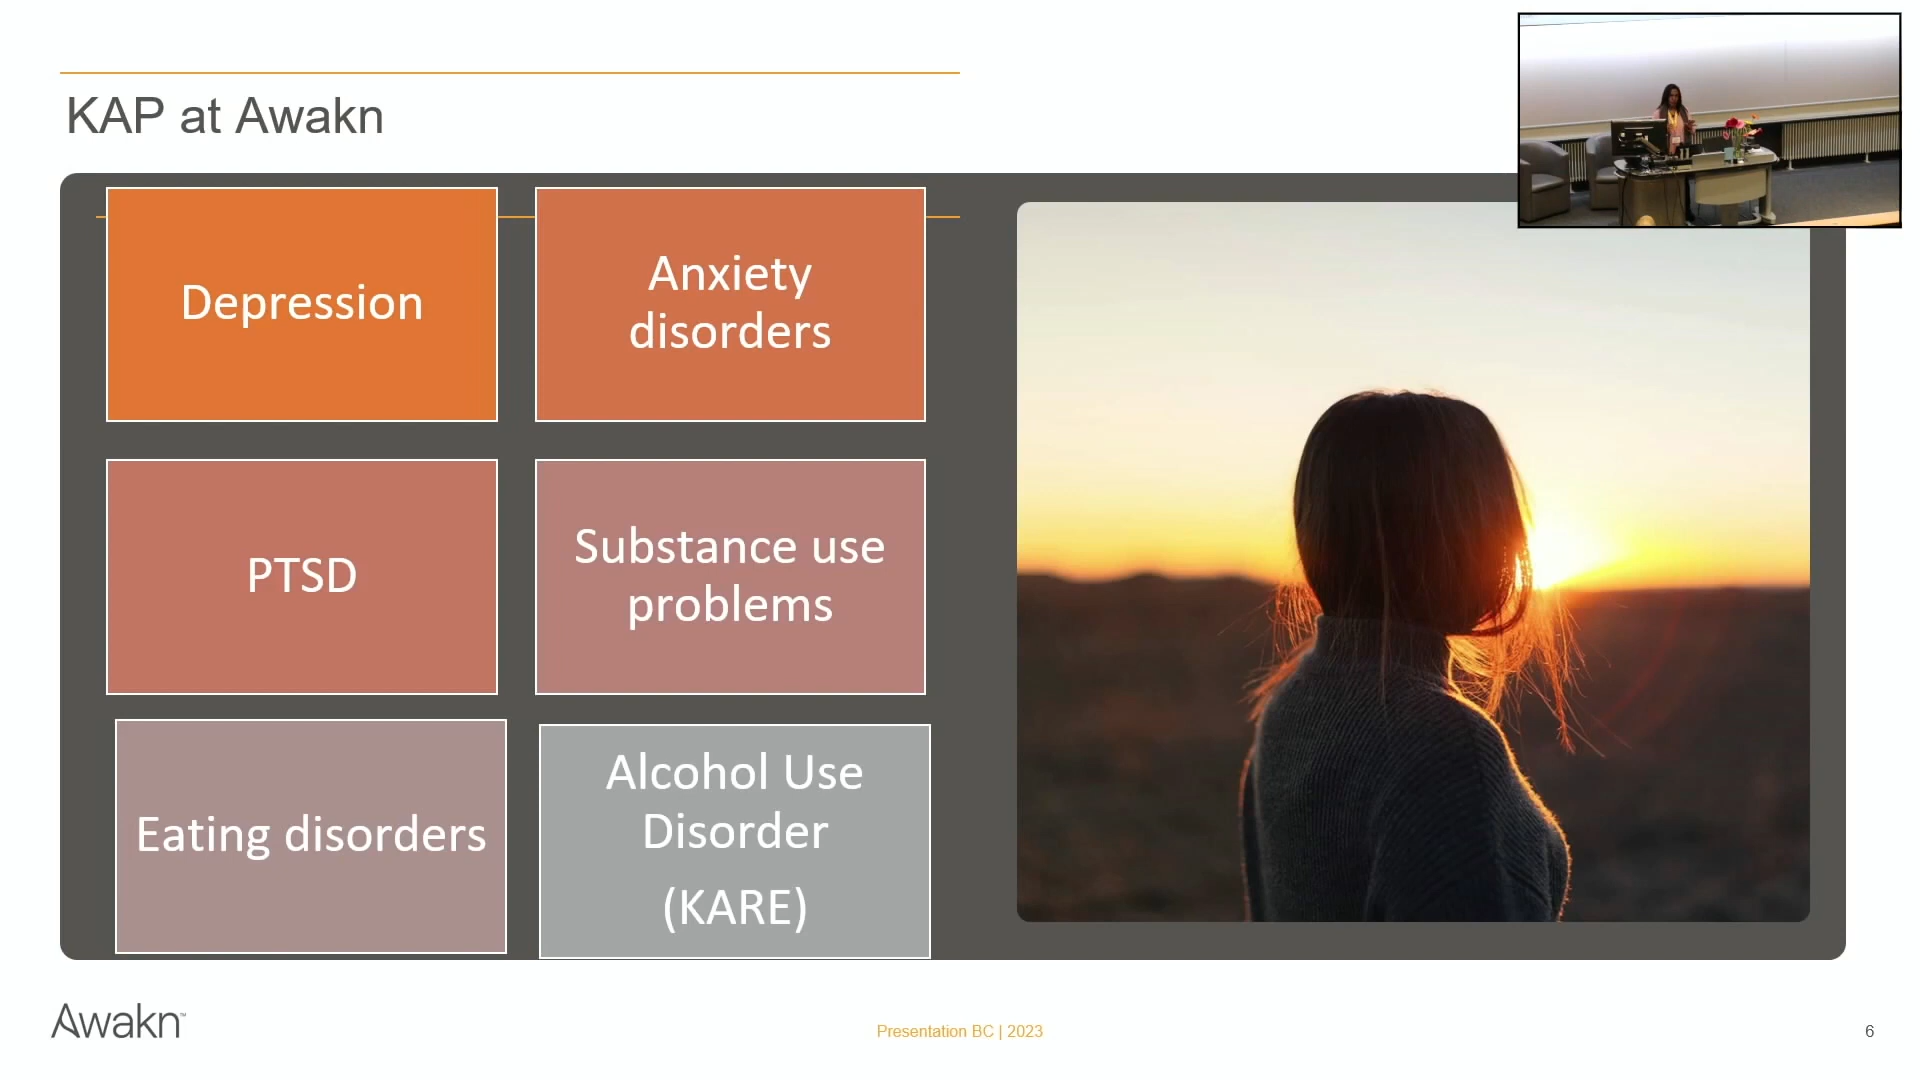 KAP at Awakn
Depression
Anxiety
disorders
PTSD
Substance use
problems
Eating disorders
Alcohol Use
Disorder
(KARE)
Awakn™
Presentation BC | 2023
6